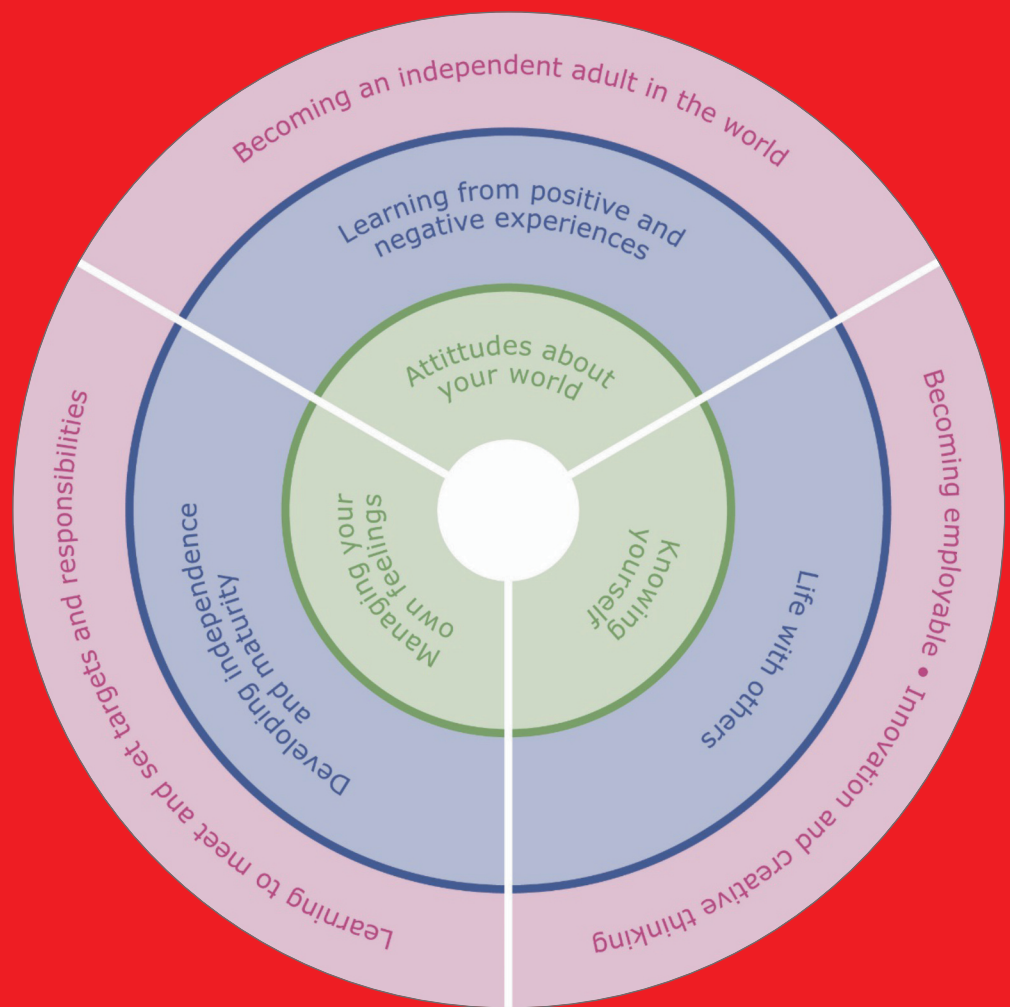 Becoming an independent adult in the world
Learning from positive and
negative experiences
Attittudes about
your world
Becoming employable • Innovation and creative thinking
Life with others
Knowing
yourself
Learning to meet and set targets and responsibilities
Developing independence
and maturity
Managing your
own feelings